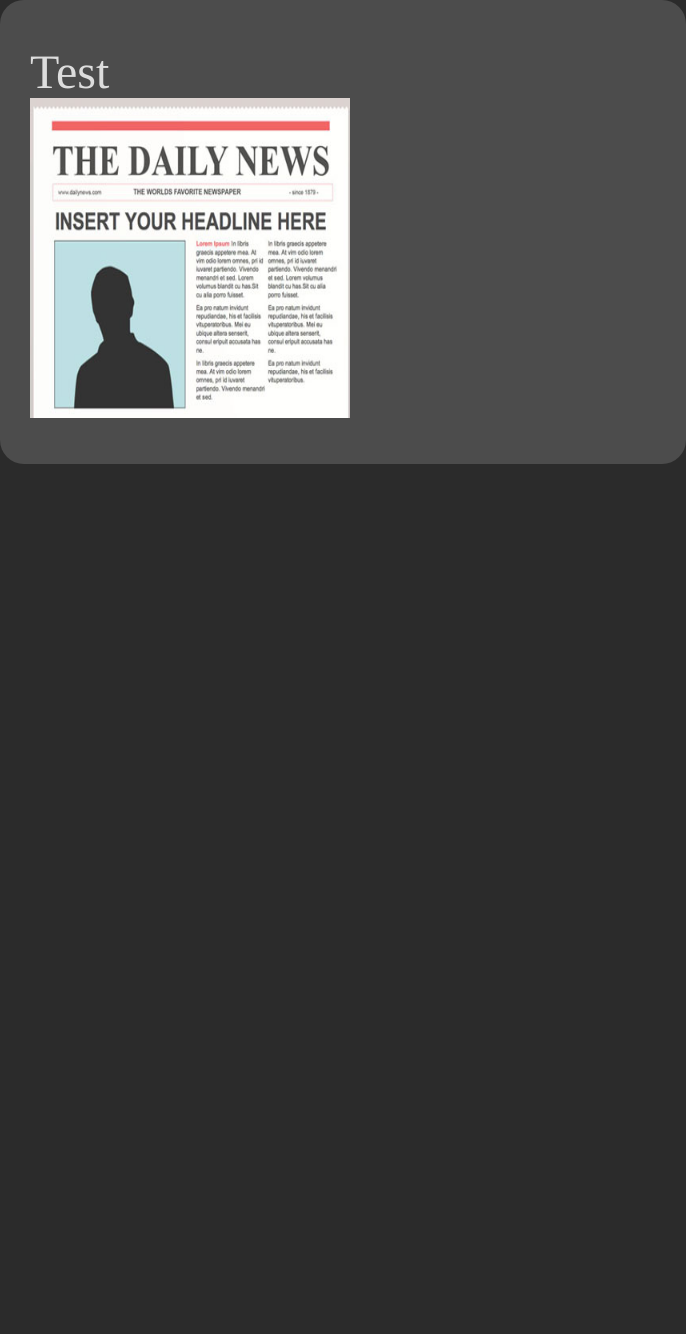 Test
THE DAILY NEWS
www.dailynews.com THE WORLDS FAVORITE NEWSPAPER - since 1879 -
INSERT YOUR HEADLINE HERE
Lorem Ipsum In libris
graecis appetere
mea. At
vim odio lorem omnes, pri id
iuvaret partiendo. Vivendo
menandri et sed. Lorem
volumus blandit cu has.Sit
cu alia porro fuisset.
Ea pro natum invidunt
repudiandae, his et facilisis
vituperatoribus. Mei eu
ubique altera senserit,
consul eripuit accusata has
ne.
In libris graecis appetere
mea. At vim odio lorem
omnes, pri id iuvaret
partiendo. Vivendo menandri
et sed.
In libris graecis appetere
mea. At vim odio lorem
omnes, pri id iuvaret
partiendo. Vivendo menandri
et sed. Lorem volumus
blandit cu has.Sit cu alia
porro fuisset.
Ea pro natum invidunt
repudiandae, his et facilisis
vituperatoribus. Mei eu
ubique altera senserit,
consul eripuit accusata has
ne.
Ea pro natum invidunt
repudiandae, his et facilisis
vituperatoribus.